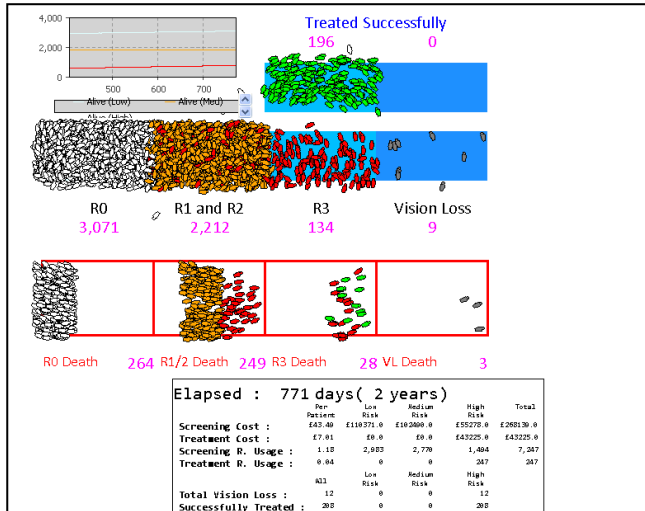 4,000
Treated Successfully
196 0
2,000
0
500 600 700
Alive (Low) Alive (Med)
R0 R1 and R2 R3 Vision Loss
3,071 2,212 134 9
R0 Death 264 R1/2 Death 249 R3 Death 28 VL Death 3
Elapsed : 771 days( 2 years)
Per Low Medium High Total
Patient Risk Risk Risk
Screening Cost : £43.49 £110371.0 £102490.0 £55278.0 £268139.0
Treatment Cost : £7.01 £0.0 £0.0 £43225.0 £43225.0
Screening R. Usage : 1.18 2,983 2,770 1,494 7,247
Treatment R. Usage : 0.04 0 0 247 247
All Low Medium High
Risk Risk Risk
Total Vision Loss : 12 0 0 12
Successfully Treated : 208 0 0 208